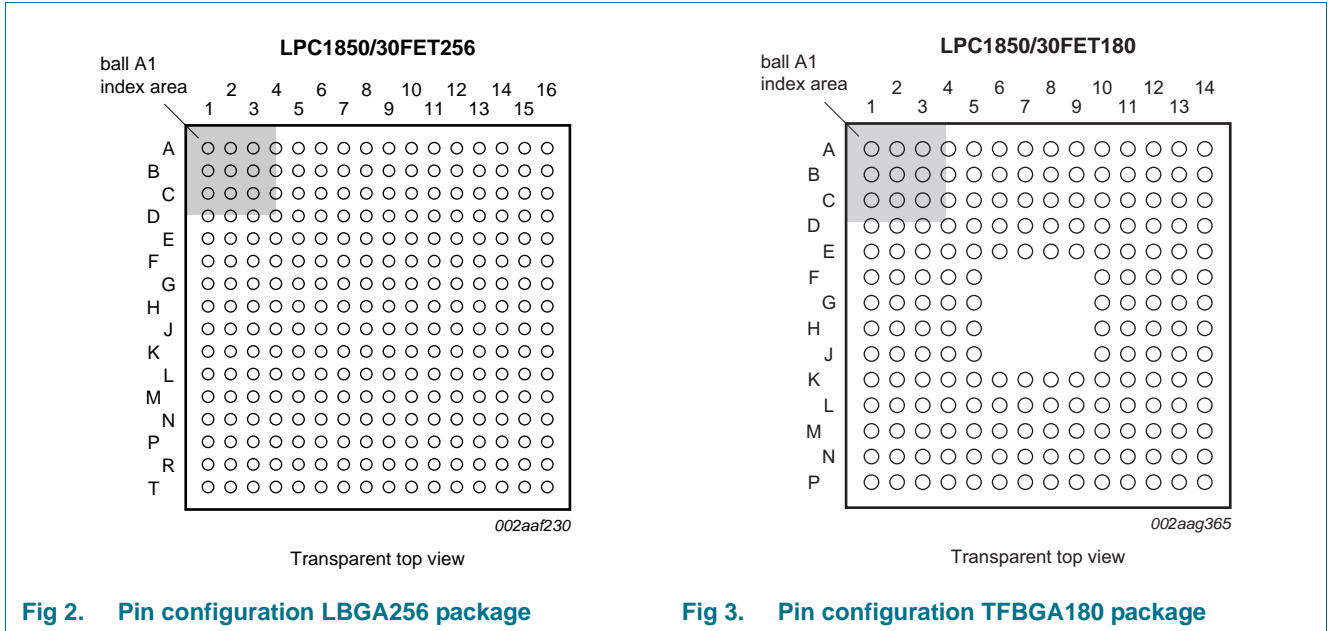 LPC1850/30FET256
ball A1
index area
2 4 6 8 10 12 14 16
1 3 5 7 9 11 13 15
A
B
C
D
E
F
G
H
J
K
L
M
N
P
R
T
002aaf230
Transparent top view
Fig 2. Pin configuration LBGA256 package
LPC1850/30FET180
ball A1
index area
2 4 6 8 10 12 14
1 3 5 7 9 11 13
A
B
C
D
E
F
G
H
J
K
L
M
N
P
002aag365
Transparent top view
Fig 3. Pin configuration TFBGA180 package